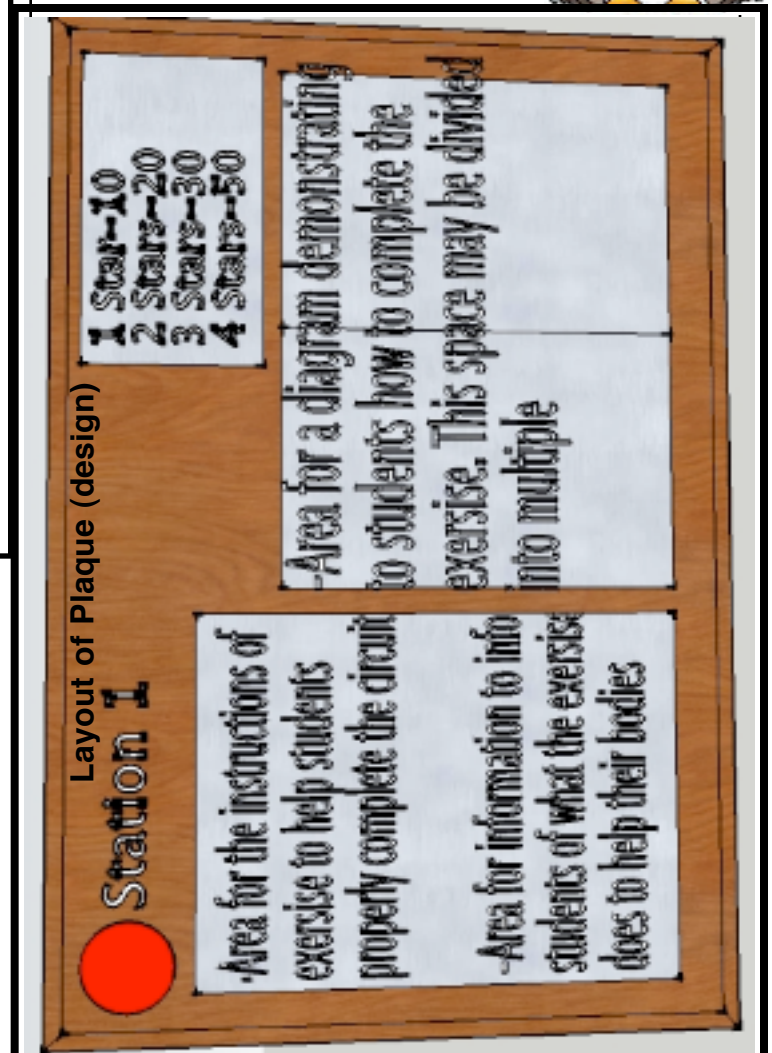 Layout of Plaque (design)
Station 1
1 Star-10
2 Stars-20
3 Stars-30
4 Stars-50
-Area for the instructions of
exersise to help students
properly complete the circuit
-Area for information to info
students of what the exersise
does to help their bodies
-Area for a diagram demonstrating
to students how to complete the
exersise. This space may be divided
into multiple